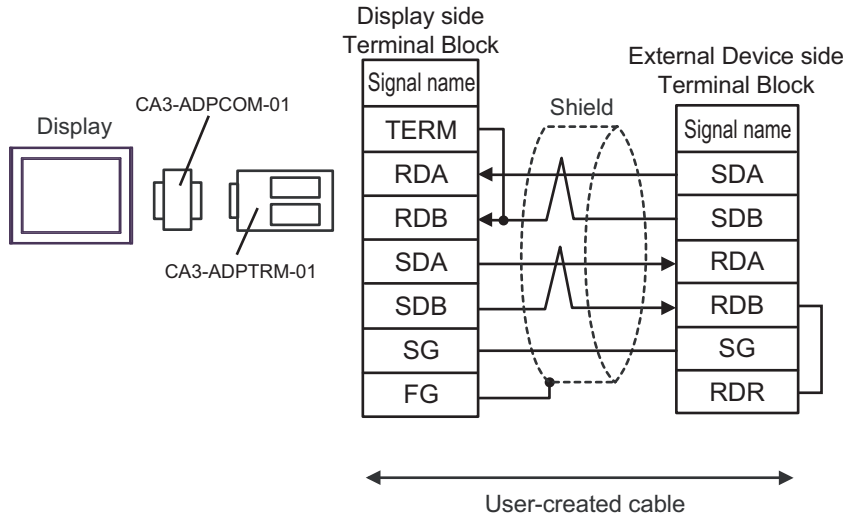 Display side
Terminal Block
Signal name
TERM
RDA
RDB
SDA
SDB
SG
FG
External Device side
Terminal Block
Signal name
SDA
SDB
RDA
RDB
SG
RDR
Shield
Display
CA3-ADPCOM-01
CA3-ADPTRM-01
User-created cable